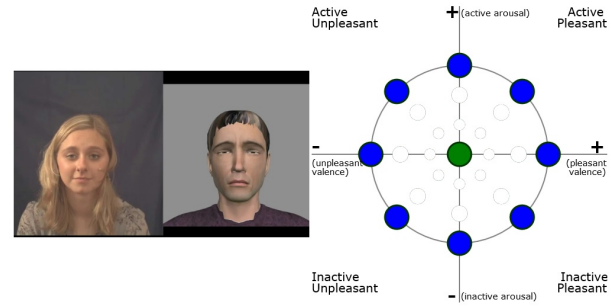 Active
Unpleasant
+ (active arousal)
Active
Pleasant
-
(unpleasant
valence)
+
(pleasant
valence)
Inactive
Unpleasant
- (inactive arousal)
Inactive
Pleasant